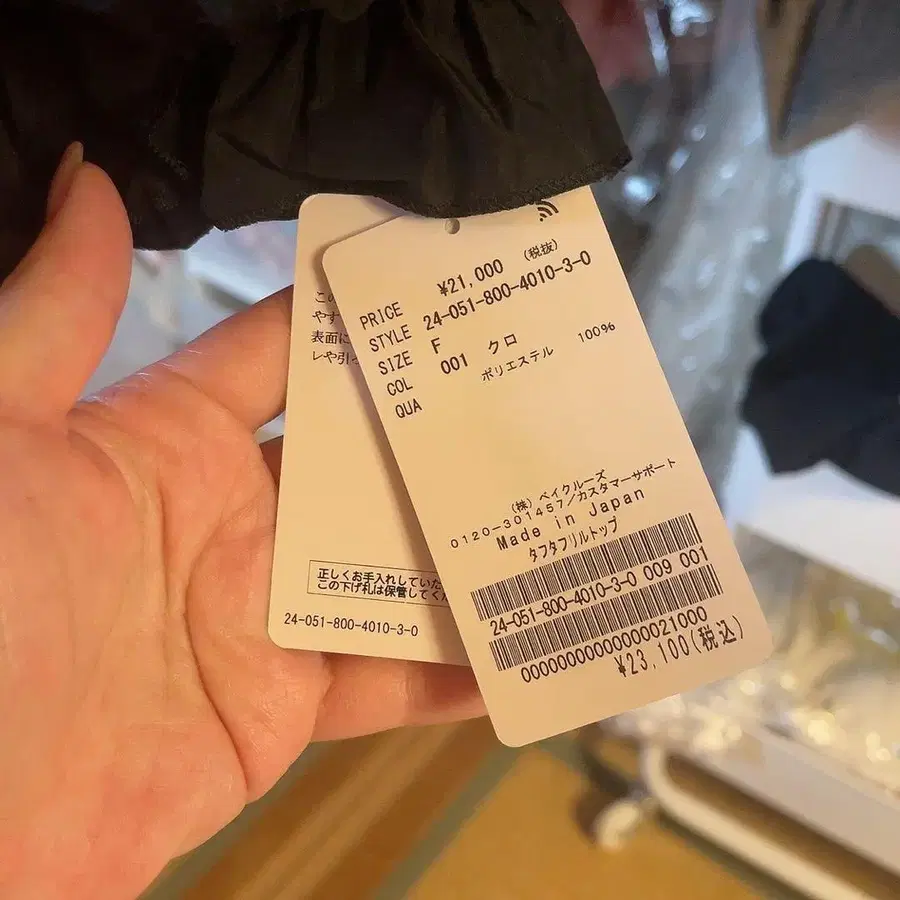 PRICE ¥21,000 (税抜)
STYLE 24-051-800-4010-3-0
SIZE F
COL 001 クロ
QUA ポリエステル 100%
(株)ベイクルーズ
0120-301457/カスタマーサポート
Made in Japan
タフタフリルトップ
24-051-800-4010-3-0 009 001
00000000000000021000
¥23,100(税込)
この
やす
表面に
レや引っ
正しくお手入れしていた
この下げ札は保管してく
24-051-800-4010-3-0